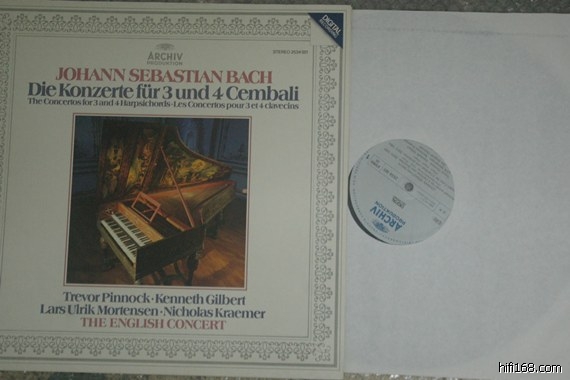 DIGITAL
ARCHIV
PRODUKTION
JOHANN SEBASTIAN BACH
Die Konzerte für 3 und 4 Cembali
The Concertos for 3 and 4 Harpsichords · Les Concertos pour 3 et 4 clavecins
Trevor Pinnock · Kenneth Gilbert
Lars Ulrik Mortensen · Nicholas Kraemer
THE ENGLISH CONCERT
ARCHIV
PRODUKTION
hifi168.com